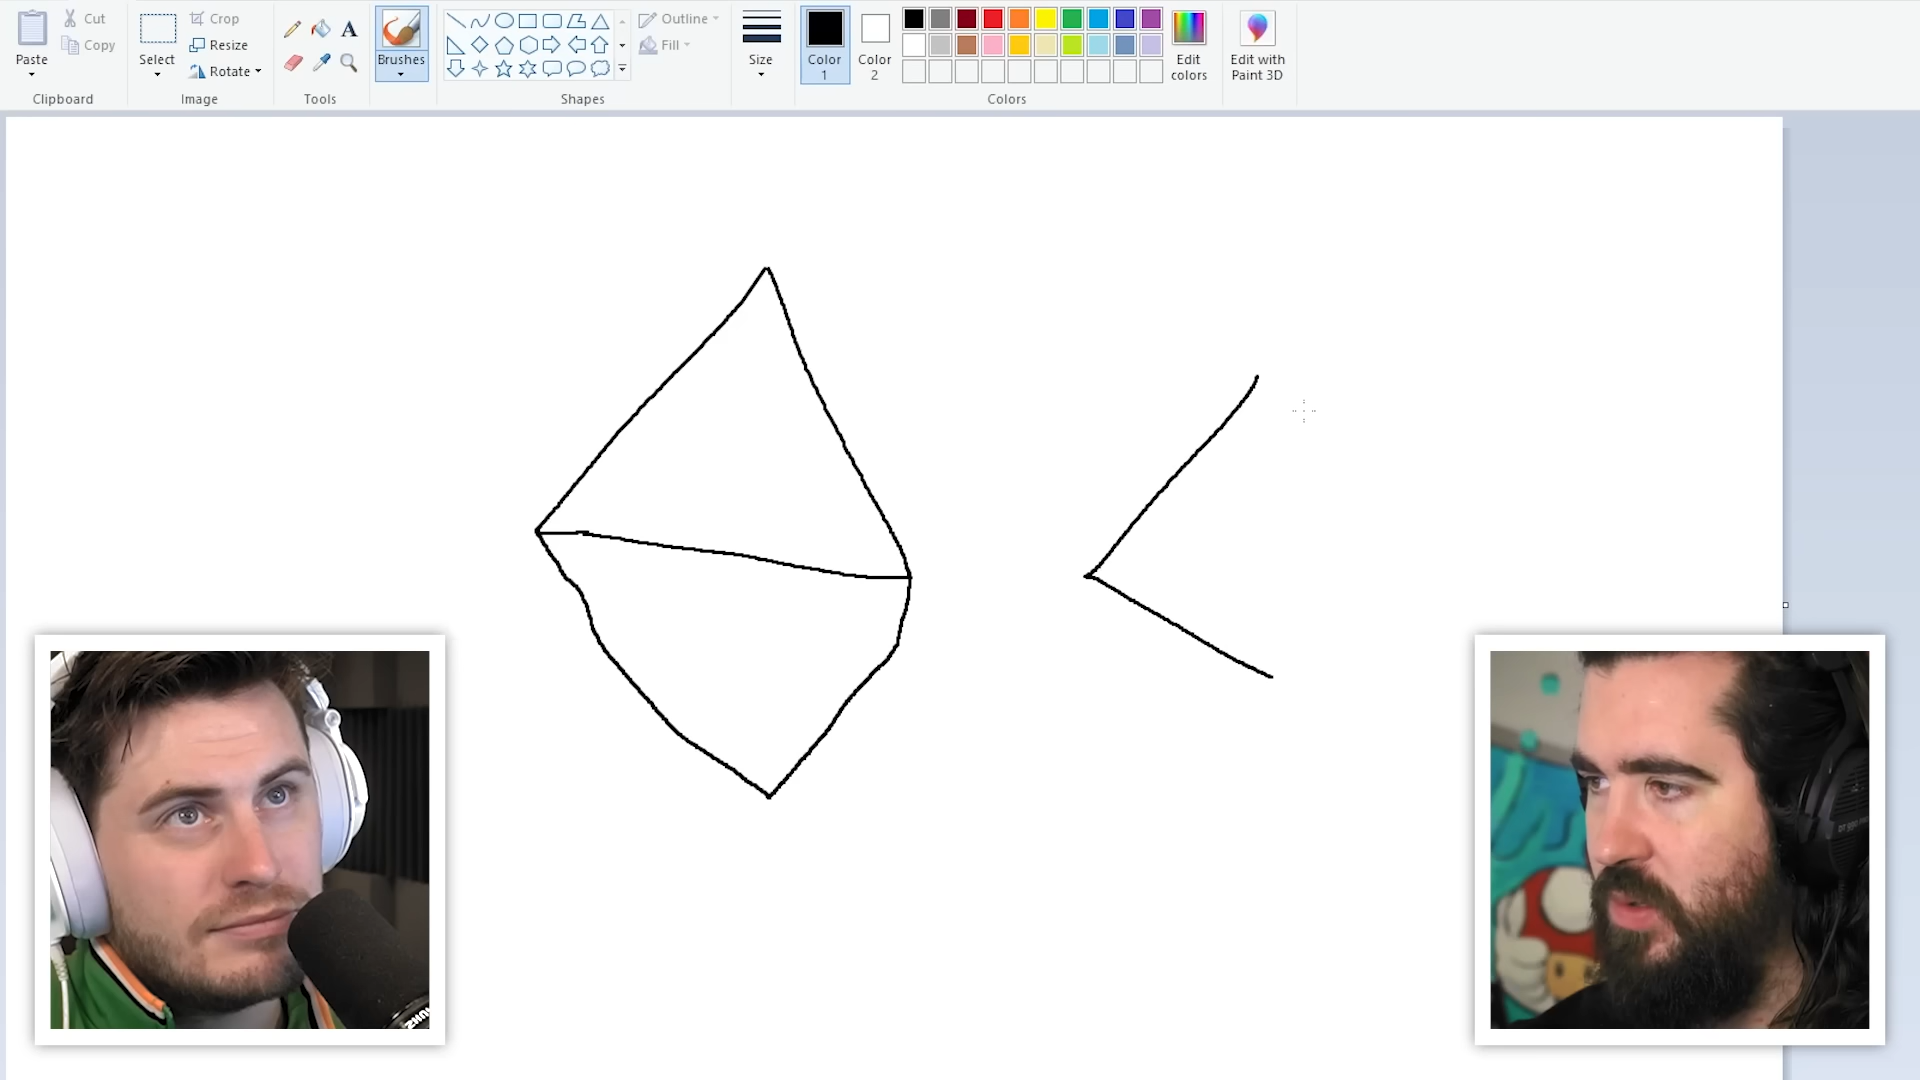 Paste
Cut
Copy
Clipboard
Select
Crop
Resize
Rotate
Image
A
Tools
Brushes
Outline
Fill
Shapes
Size
Color
1
Color
2
Edit
colors
Colors
Edit with
Paint 3D